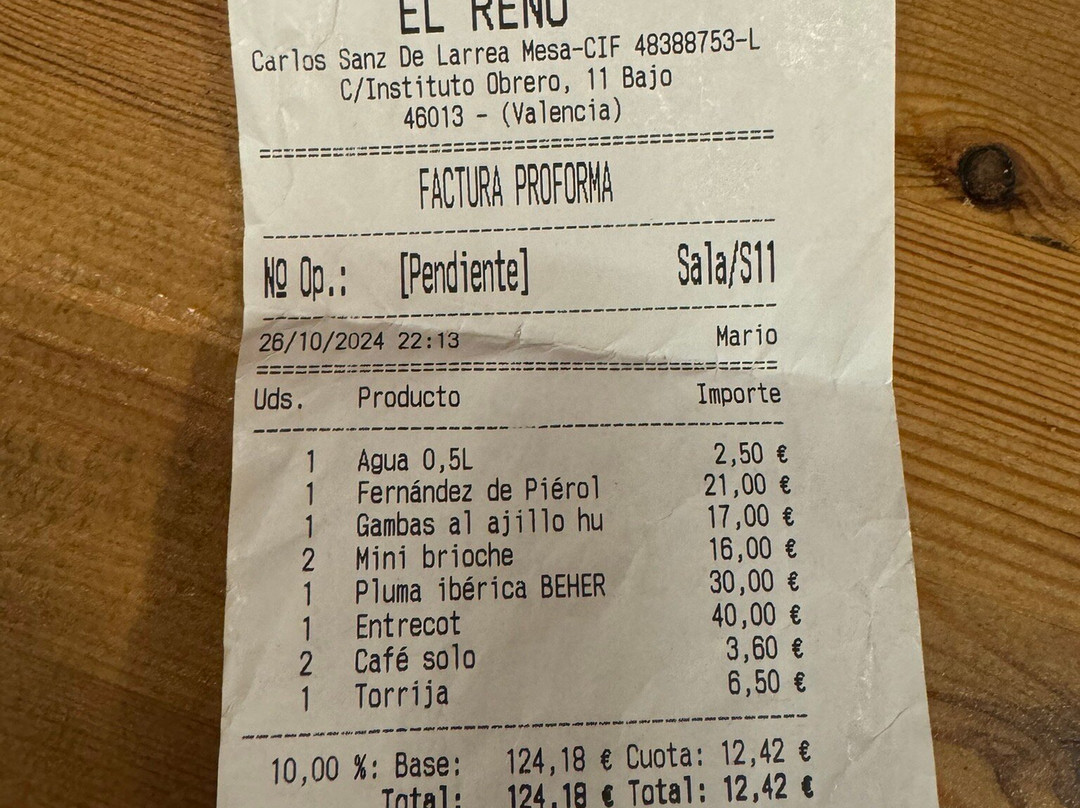 EL RENO
Carlos Sanz De Larrea Mesa-CIF 48388753-L
C/Instituto Obrero, 11 Bajo
46013 - (Valencia)
FACTURA PROFORMA
Nº Op.: [Pendiente] Sala/S11
26/10/2024 22:13 Mario
Uds. Producto Importe
1 Agua 0,5L 2,50 €
1 Fernández de Piérol 21,00 €
1 Gambas al ajillo hu 17,00 €
2 Mini brioche 16,00 €
1 Pluma ibérica BEHER 30,00 €
1 Entrecot 40,00 €
2 Café solo 3,60 €
1 Torrija 6,50 €
10,00 %: Base: 124,18 € Cuota: 12,42 €
Total: 124,18 € Total: 12,42 €